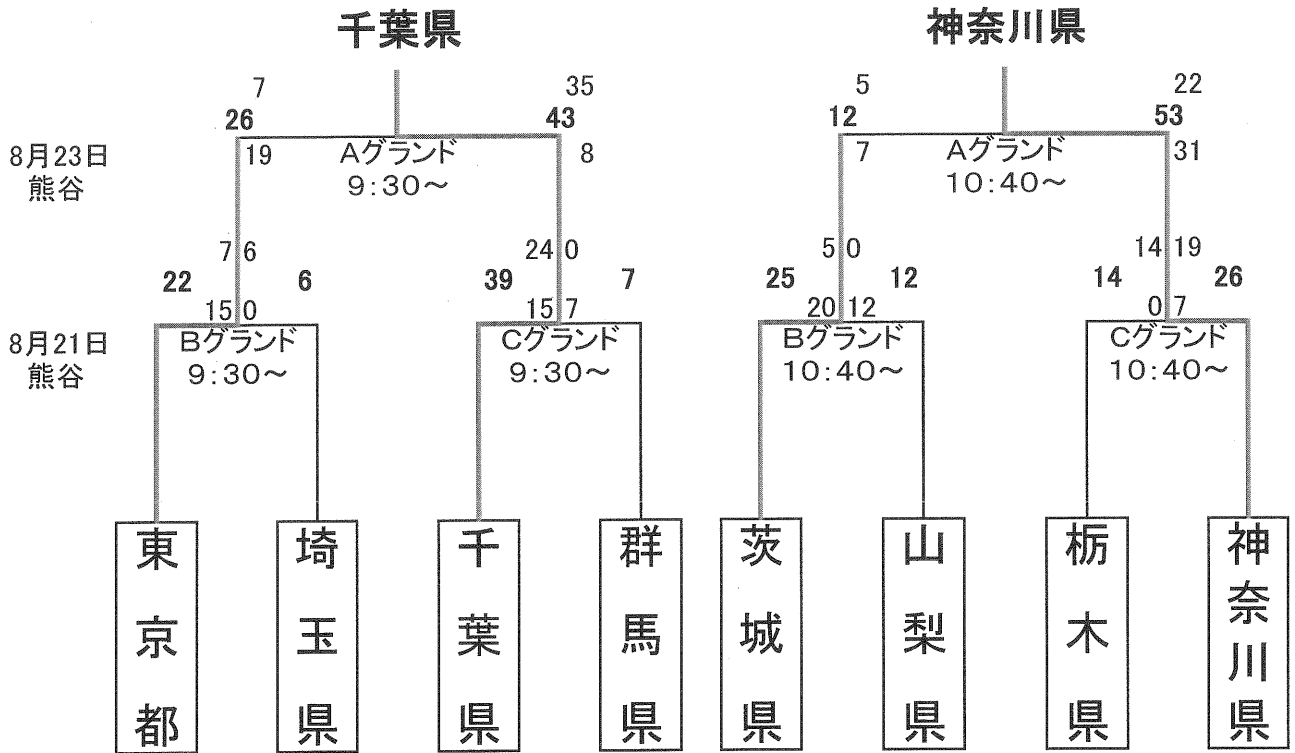 千葉県
神奈川県
7
35
5
22
26
43
12
53
8月23日
熊谷
19
Aグランド
9:30～
8
7
Aグランド
10:40～
31
7 6
24 0
5 0
14 19
22
6
39
7
25
12
14
26
15 0
15 7
20 12
0 7
8月21日
熊谷
Bグランド
9:30～
Cグランド
9:30～
Bグランド
10:40～
Cグランド
10:40～
東京都
埼玉県
千葉県
群馬県
茨城県
山梨県
栃木県
神奈川県